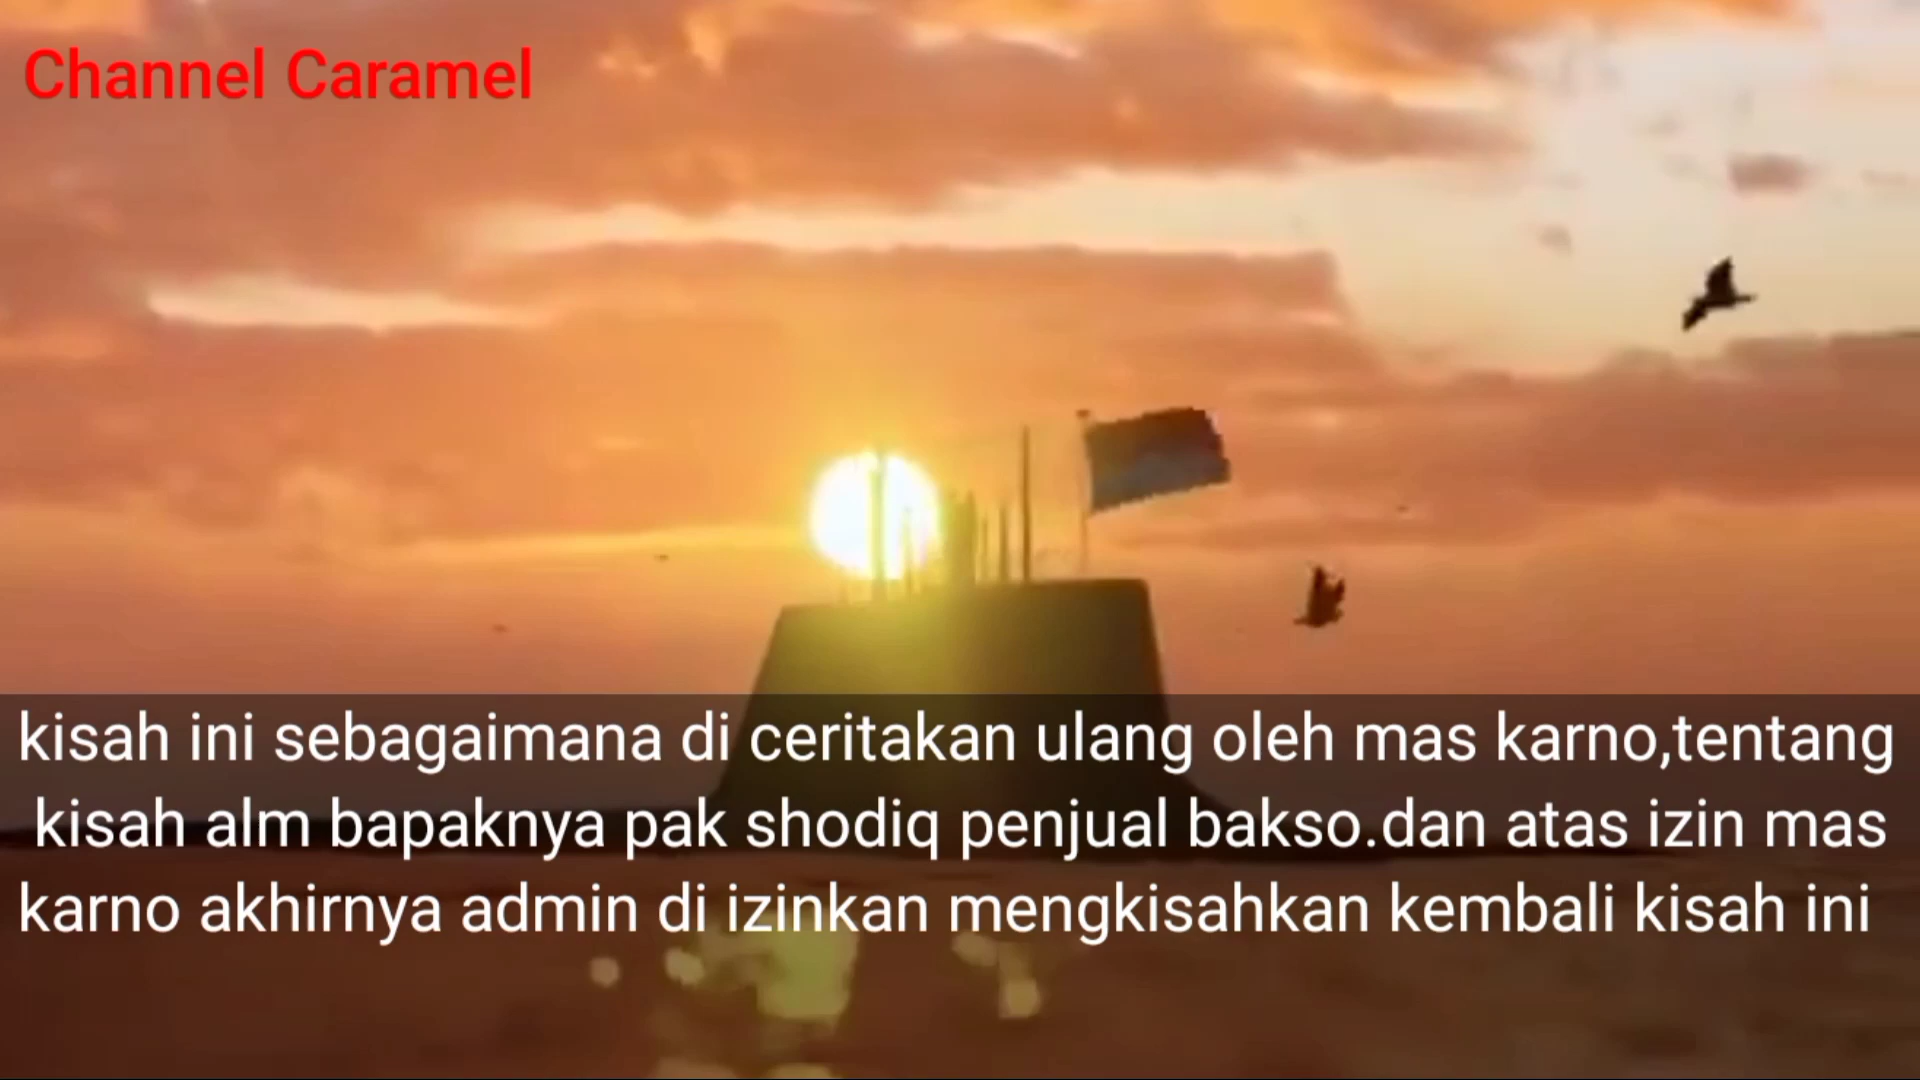 Channel Caramel
kisah ini sebagaimana di ceritakan ulang oleh mas karno,tentang
kisah alm bapaknya pak shodiq penjual bakso.dan atas izin mas
karno akhirnya admin di izinkan mengkisahkan kembali kisah ini